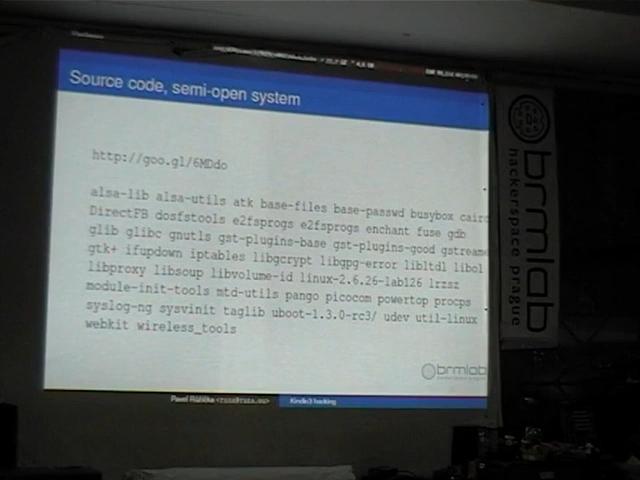 Source code, semi-open system
http://goo.gl/6MDdo
alsa-lib alsa-utils atk base-files base-passwd busybox cairo
DirectFB dosfstools e2fsprogs e2fsprogs enchant fuse gdb
glib glibc gnutls gst-plugins-base gst-plugins-good gstream
gtk+ ifupdown iptables libgcrypt libgpg-error libltdl libol
libproxy libsoup libvolume-id linux-2.6.26-lab126 lrzsz
module-init-tools mtd-utils pango picocom powertop procps
syslog-ng sysvinit taglib uboot-1.3.0-rc3/ udev util-linux
webkit wireless_tools
brmlab
Pavel Růžička
Kindle3 hacking
brmlab
hackerspace prague